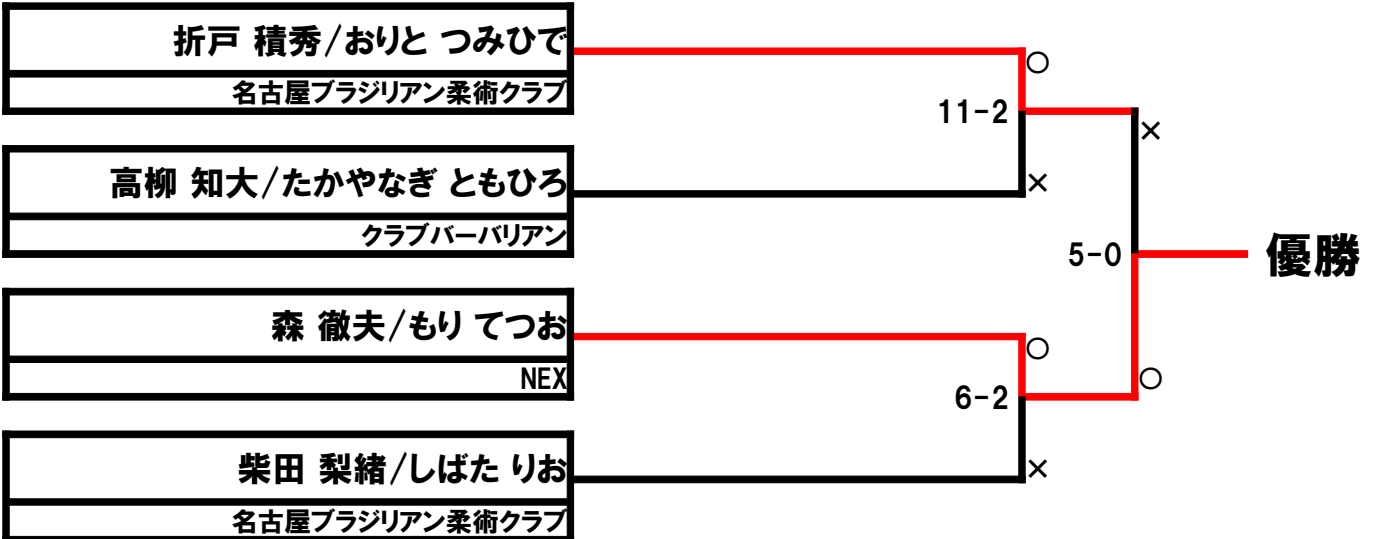 折戸 積秀/おりと つみひで
名古屋ブラジリアン柔術クラブ
○
11-2
×
×
高柳 知大/たかやなぎ ともひろ
クラブバーバリアン
5-0
優勝
森 徹夫/もり てつお
NEX
○
6-2
○
×
柴田 梨緒/しばた りお
名古屋ブラジリアン柔術クラブ